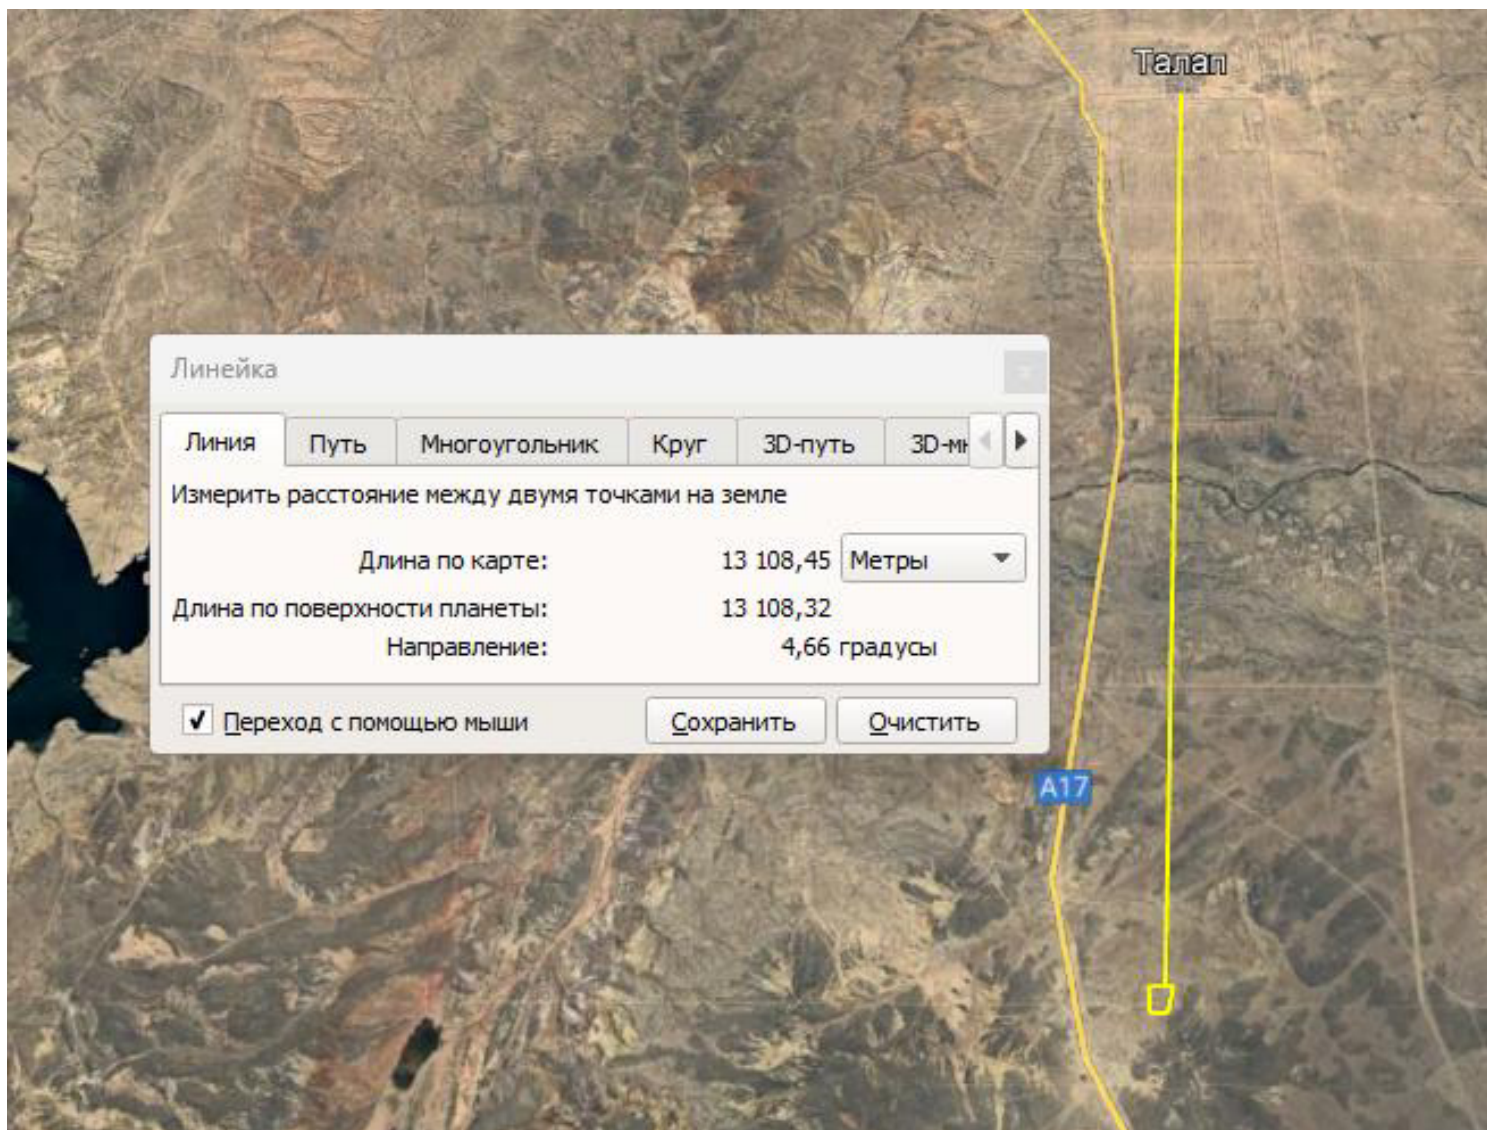 Талап
Линейка
Линия Путь Многоугольник Круг 3D-путь 3D-мн
Измерить расстояние между двумя точками на земле
Длина по карте: 13 108,45 Метры
Длина по поверхности планеты: 13 108,32
Направление: 4,66 градусы
Переход с помощью мыши Сохранить Очистить
A17